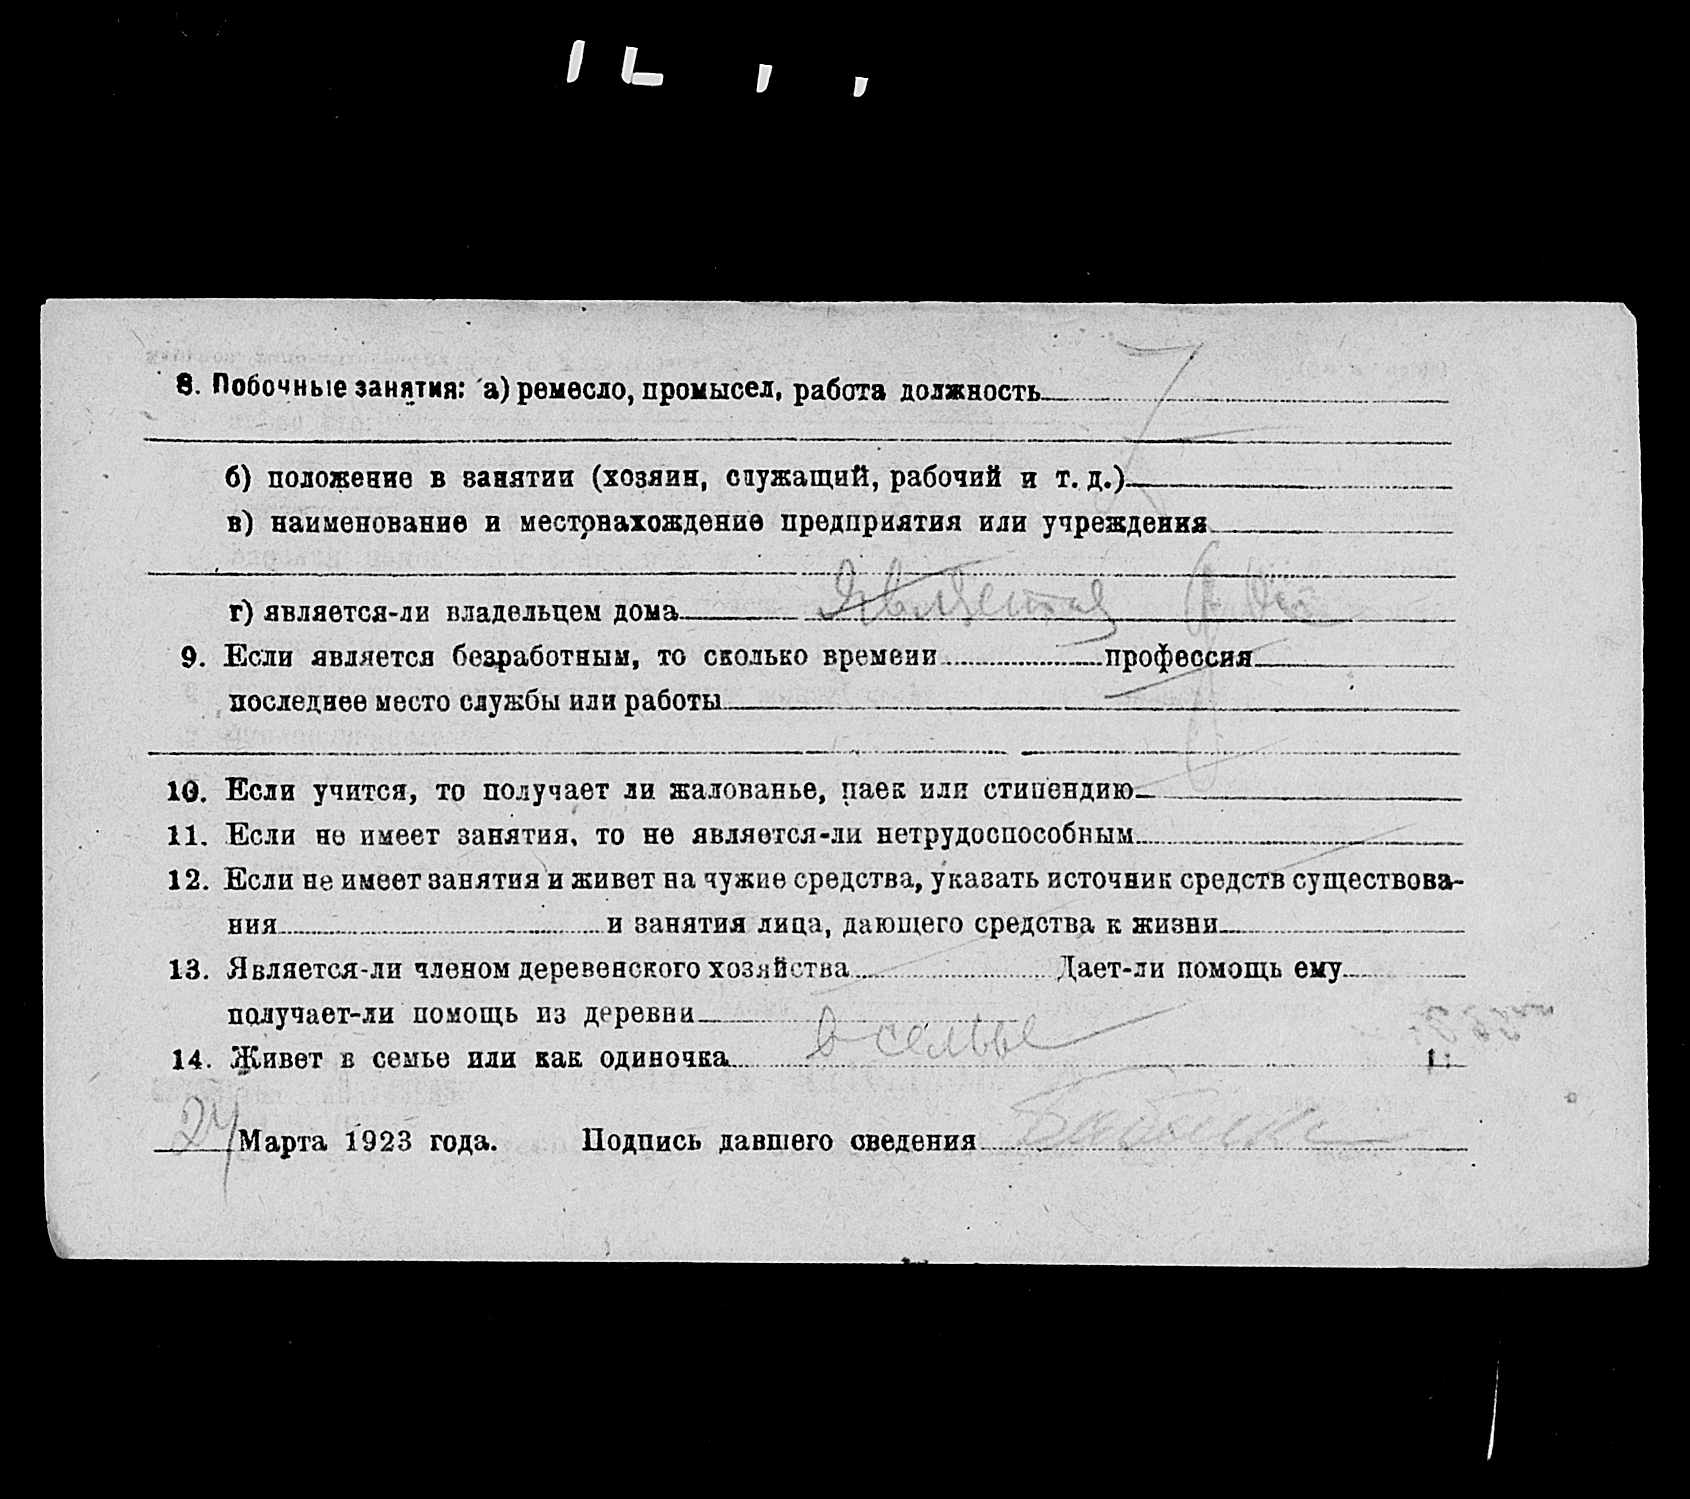 8. Побочные занятия: а) ремесло, промысел, работа должность
б) положение в занятии (хозяин, служащий, рабочий и т. д.)
в) наименование и местонахождение предприятия или учреждения
г) является-ли владельцем дома Является
9. Если является безработным, то сколько времени профессия
последнее место службы или работы
10. Если учится, то получает ли жалованье, паек или стипендию
11. Если не имеет занятия, то не является-ли нетрудоспособным
12. Если не имеет занятия и живет на чужие средства, указать источник средств существова-
ния и занятия лица, дающего средства к жизни
13. Является-ли членом деревенского хозяйства Дает-ли помощь ему
получает-ли помощь из деревни
14. Живет в семье или как одиночка в семье
24 Марта 1923 года. Подпись давшего сведения